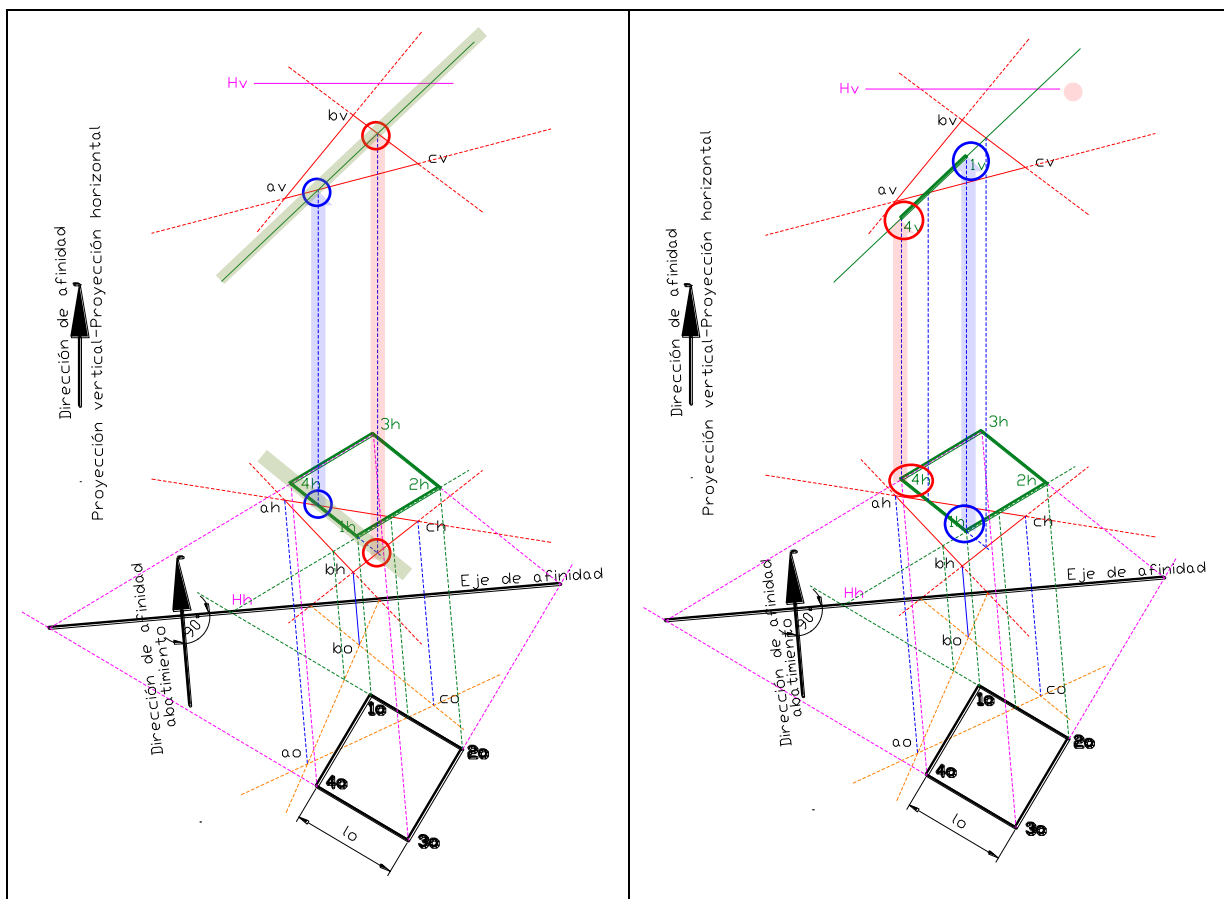 Hv
bv
cv
av
Dirección de afinidad
Proyección vertical-Proyección horizontal
3h
4h
2h
ah
1h
ch
bh
Eje de afinidad
Hh
90°
Dirección de afinidad
abatimiento
bo
co
1o
ao
2o
4o
3o
lo
Hv
bv
1v
cv
av
4v
Dirección de afinidad
Proyección vertical-Proyección horizontal
3h
4h
2h
ah
1h
ch
bh
Eje de afinidad
Hh
90°
Dirección de afinidad
abatimiento
bo
co
1o
ao
2o
4o
3o
lo